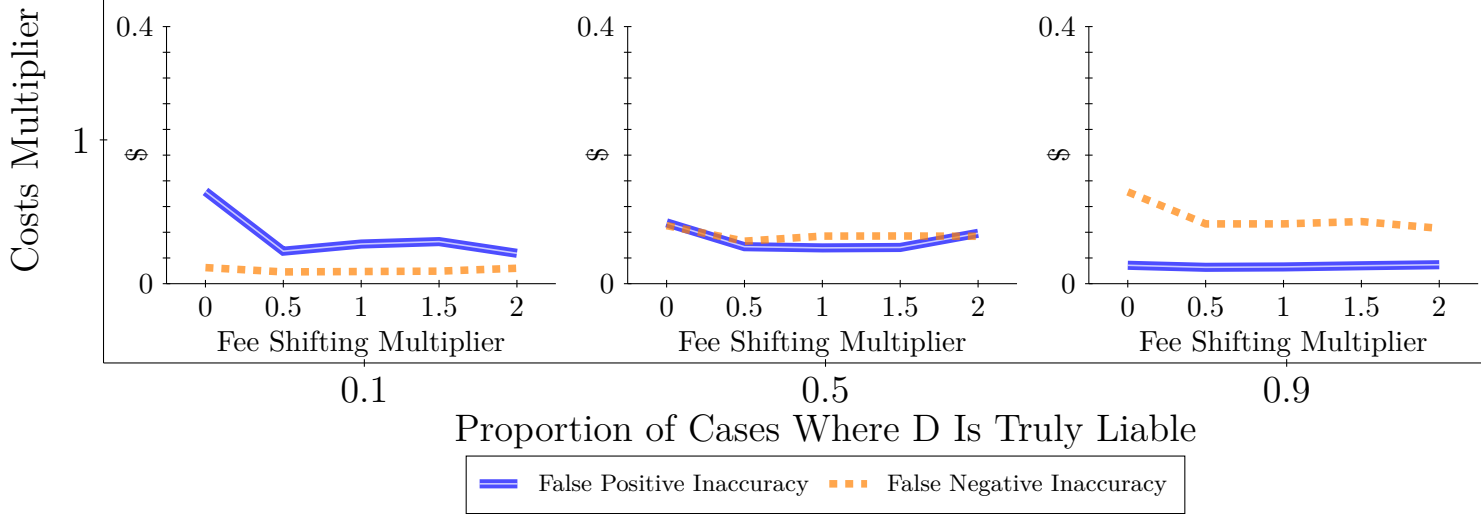 Costs Multiplier
1
0.4
$
0
0 0.5 1 1.5 2
Fee Shifting Multiplier
0.4
$
0
0 0.5 1 1.5 2
Fee Shifting Multiplier
0.4
$
0
0 0.5 1 1.5 2
Fee Shifting Multiplier
0.1 0.5 0.9
Proportion of Cases Where D Is Truly Liable
False Positive Inaccuracy False Negative Inaccuracy